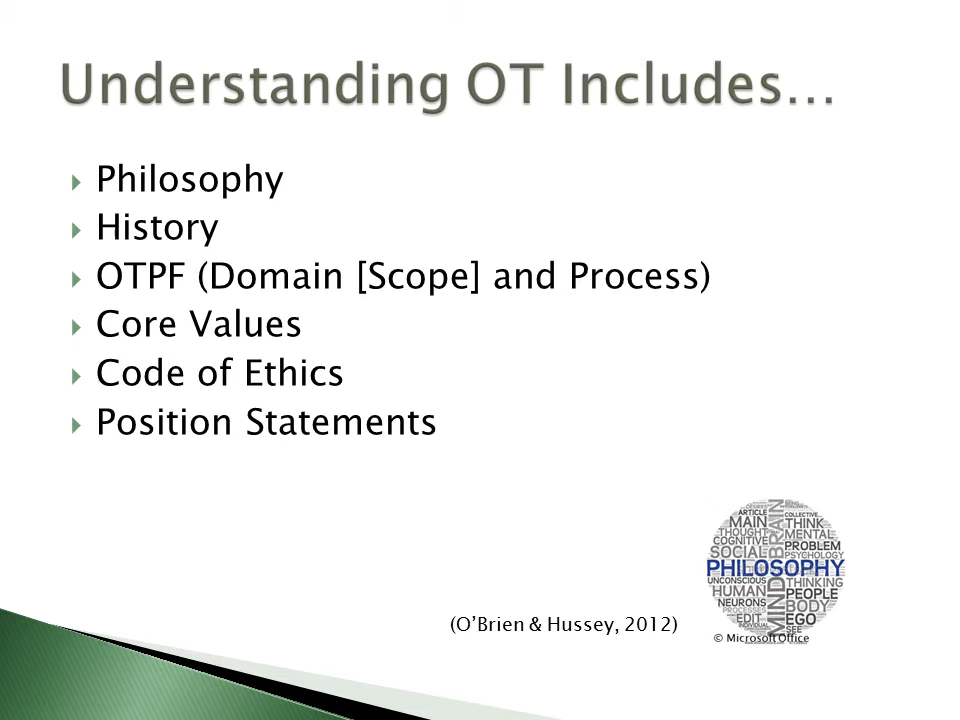 Understanding OT Includes…
Philosophy
History
OTPF (Domain [Scope] and Process)
Core Values
Code of Ethics
Position Statements
(O’Brien & Hussey, 2012)
ARTICLE
MAIN
THOUGHT
COGNITIVE
SOCIAL
BRAIN
COLLECTIVE
THINK
MENTAL
PROBLEM
PSYCHOLOGY
PHILOSOPHY
UNCONSCIOUS
HUMAN
NEURONS
PROCESSES
EDIT
INDIVIDUAL
MIND
THINKING
PEOPLE
BODY
EGO
SEE
© Microsoft Office